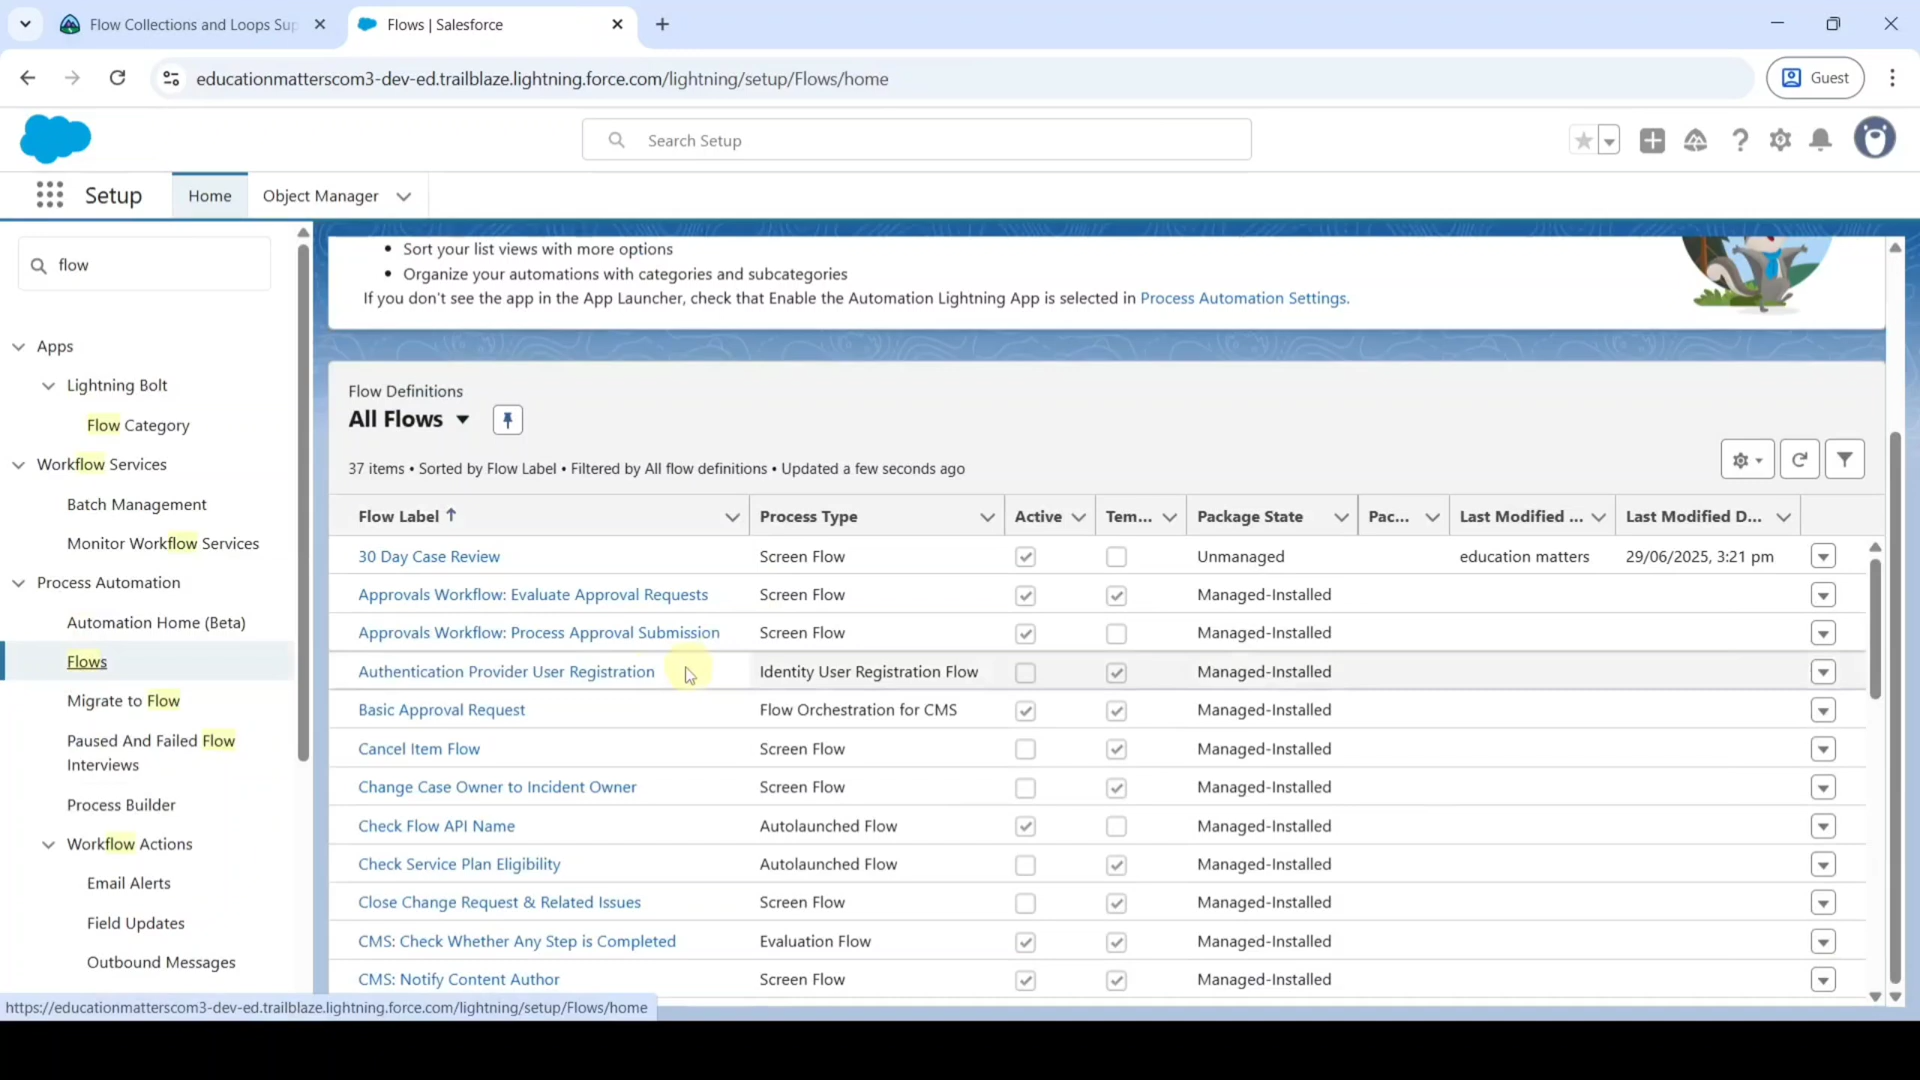 Flow Collections and Loops Sup
Flows | Salesforce
educationmatterscom3-dev-ed.trailblaze.lightning.force.com/lightning/setup/Flows/home
Guest
Search Setup
Setup
Home
Object Manager
flow
Apps
Lightning Bolt
Flow Category
Workflow Services
Batch Management
Monitor Workflow Services
Process Automation
Automation Home (Beta)
Flows
Migrate to Flow
Paused And Failed Flow
Interviews
Process Builder
Workflow Actions
Email Alerts
Field Updates
Outbound Messages
Sort your list views with more options
Organize your automations with categories and subcategories
If you don't see the app in the App Launcher, check that Enable the Automation Lightning App is selected in Process Automation Settings.
Flow Definitions
All Flows
37 items • Sorted by Flow Label • Filtered by All flow definitions • Updated a few seconds ago
Flow Label Process Type Active Tem... Package State Pac... Last Modified ... Last Modified D...
30 Day Case Review Screen Flow Unmanaged education matters 29/06/2025, 3:21 pm
Approvals Workflow: Evaluate Approval Requests Screen Flow Managed-Installed
Approvals Workflow: Process Approval Submission Screen Flow Managed-Installed
Authentication Provider User Registration Identity User Registration Flow Managed-Installed
Basic Approval Request Flow Orchestration for CMS Managed-Installed
Cancel Item Flow Screen Flow Managed-Installed
Change Case Owner to Incident Owner Screen Flow Managed-Installed
Check Flow API Name Autolaunched Flow Managed-Installed
Check Service Plan Eligibility Autolaunched Flow Managed-Installed
Close Change Request & Related Issues Screen Flow Managed-Installed
CMS: Check Whether Any Step is Completed Evaluation Flow Managed-Installed
CMS: Notify Content Author Screen Flow Managed-Installed
https://educationmatterscom3-dev-ed.trailblaze.lightning.force.com/lightning/setup/Flows/home